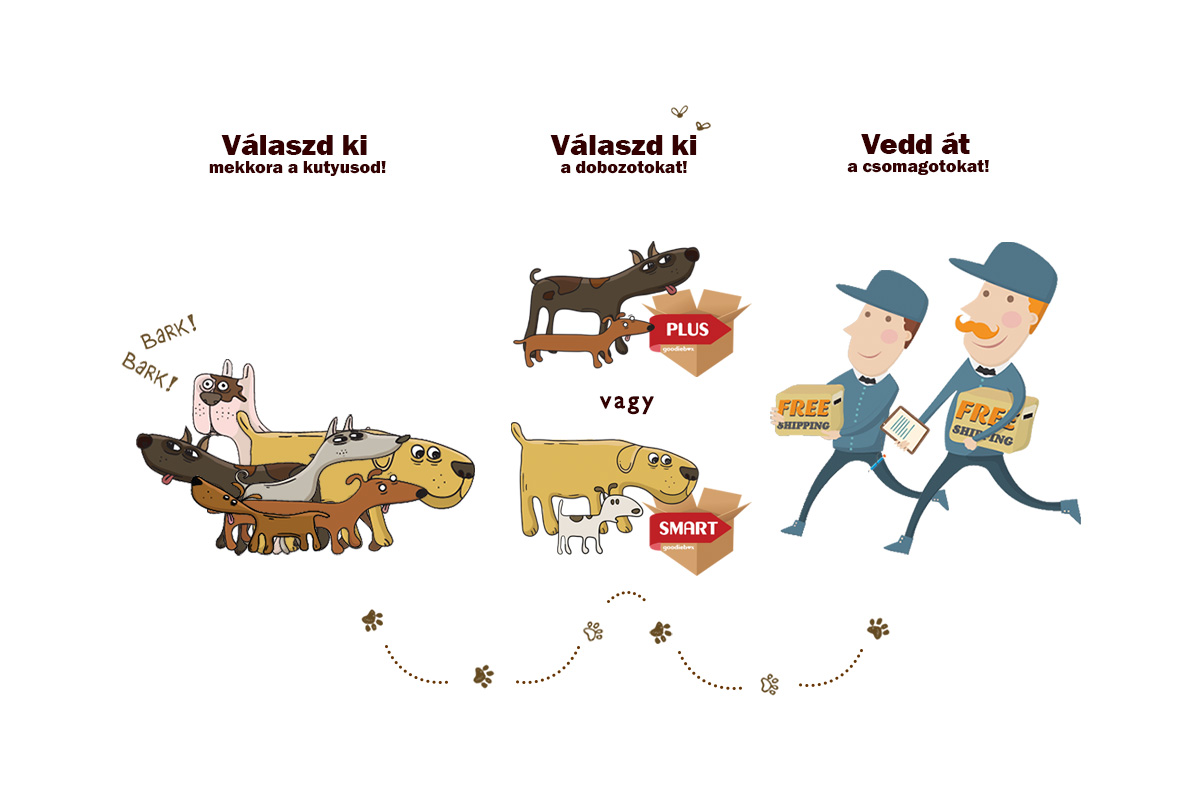 Válaszd ki
mekkora a kutyusod!
Válaszd ki
a dobozotokat!
Vedd át
a csomagotokat!
BARK!
BARK!
PLUS
goodiebox
vagy
SMART
goodiebox
FREE
SHIPPING
FREE
SHIPPING